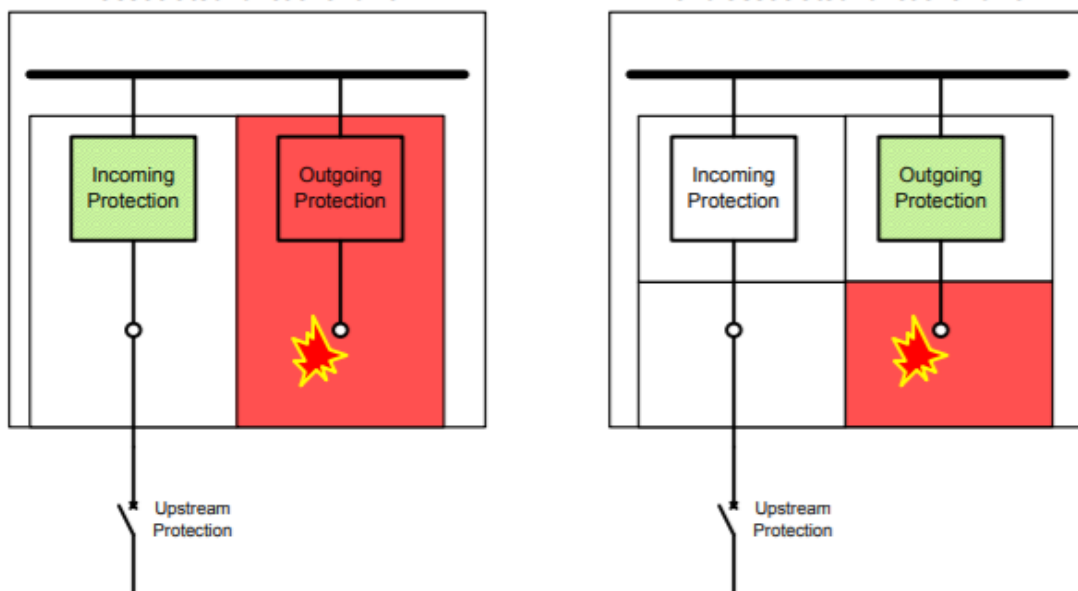 Incoming
Protection
Outgoing
Protection
Incoming
Protection
Outgoing
Protection
Upstream
Protection
Upstream
Protection